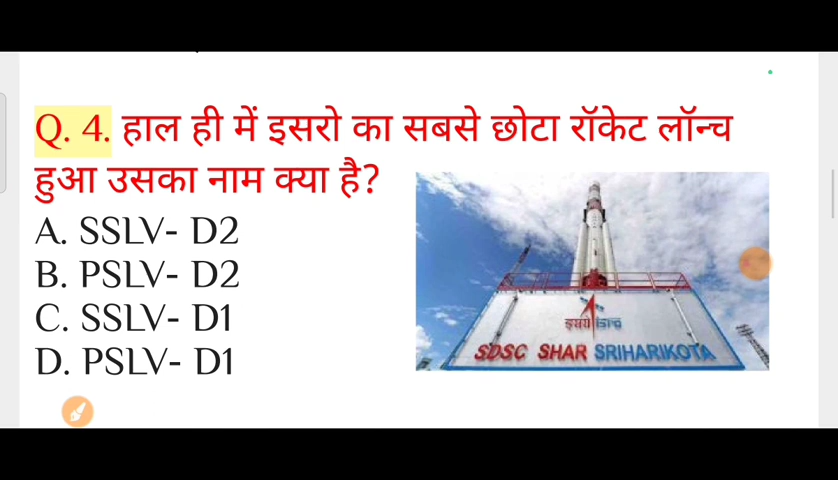 Q. 4. हाल ही में इसरो का सबसे छोटा रॉकेट लॉन्च
हुआ उसका नाम क्या है?
A. SSLV- D2
B. PSLV- D2
C. SSLV- D1
D. PSLV- D1
इसरो isro
SDSC SHAR SRIHARIKOTA